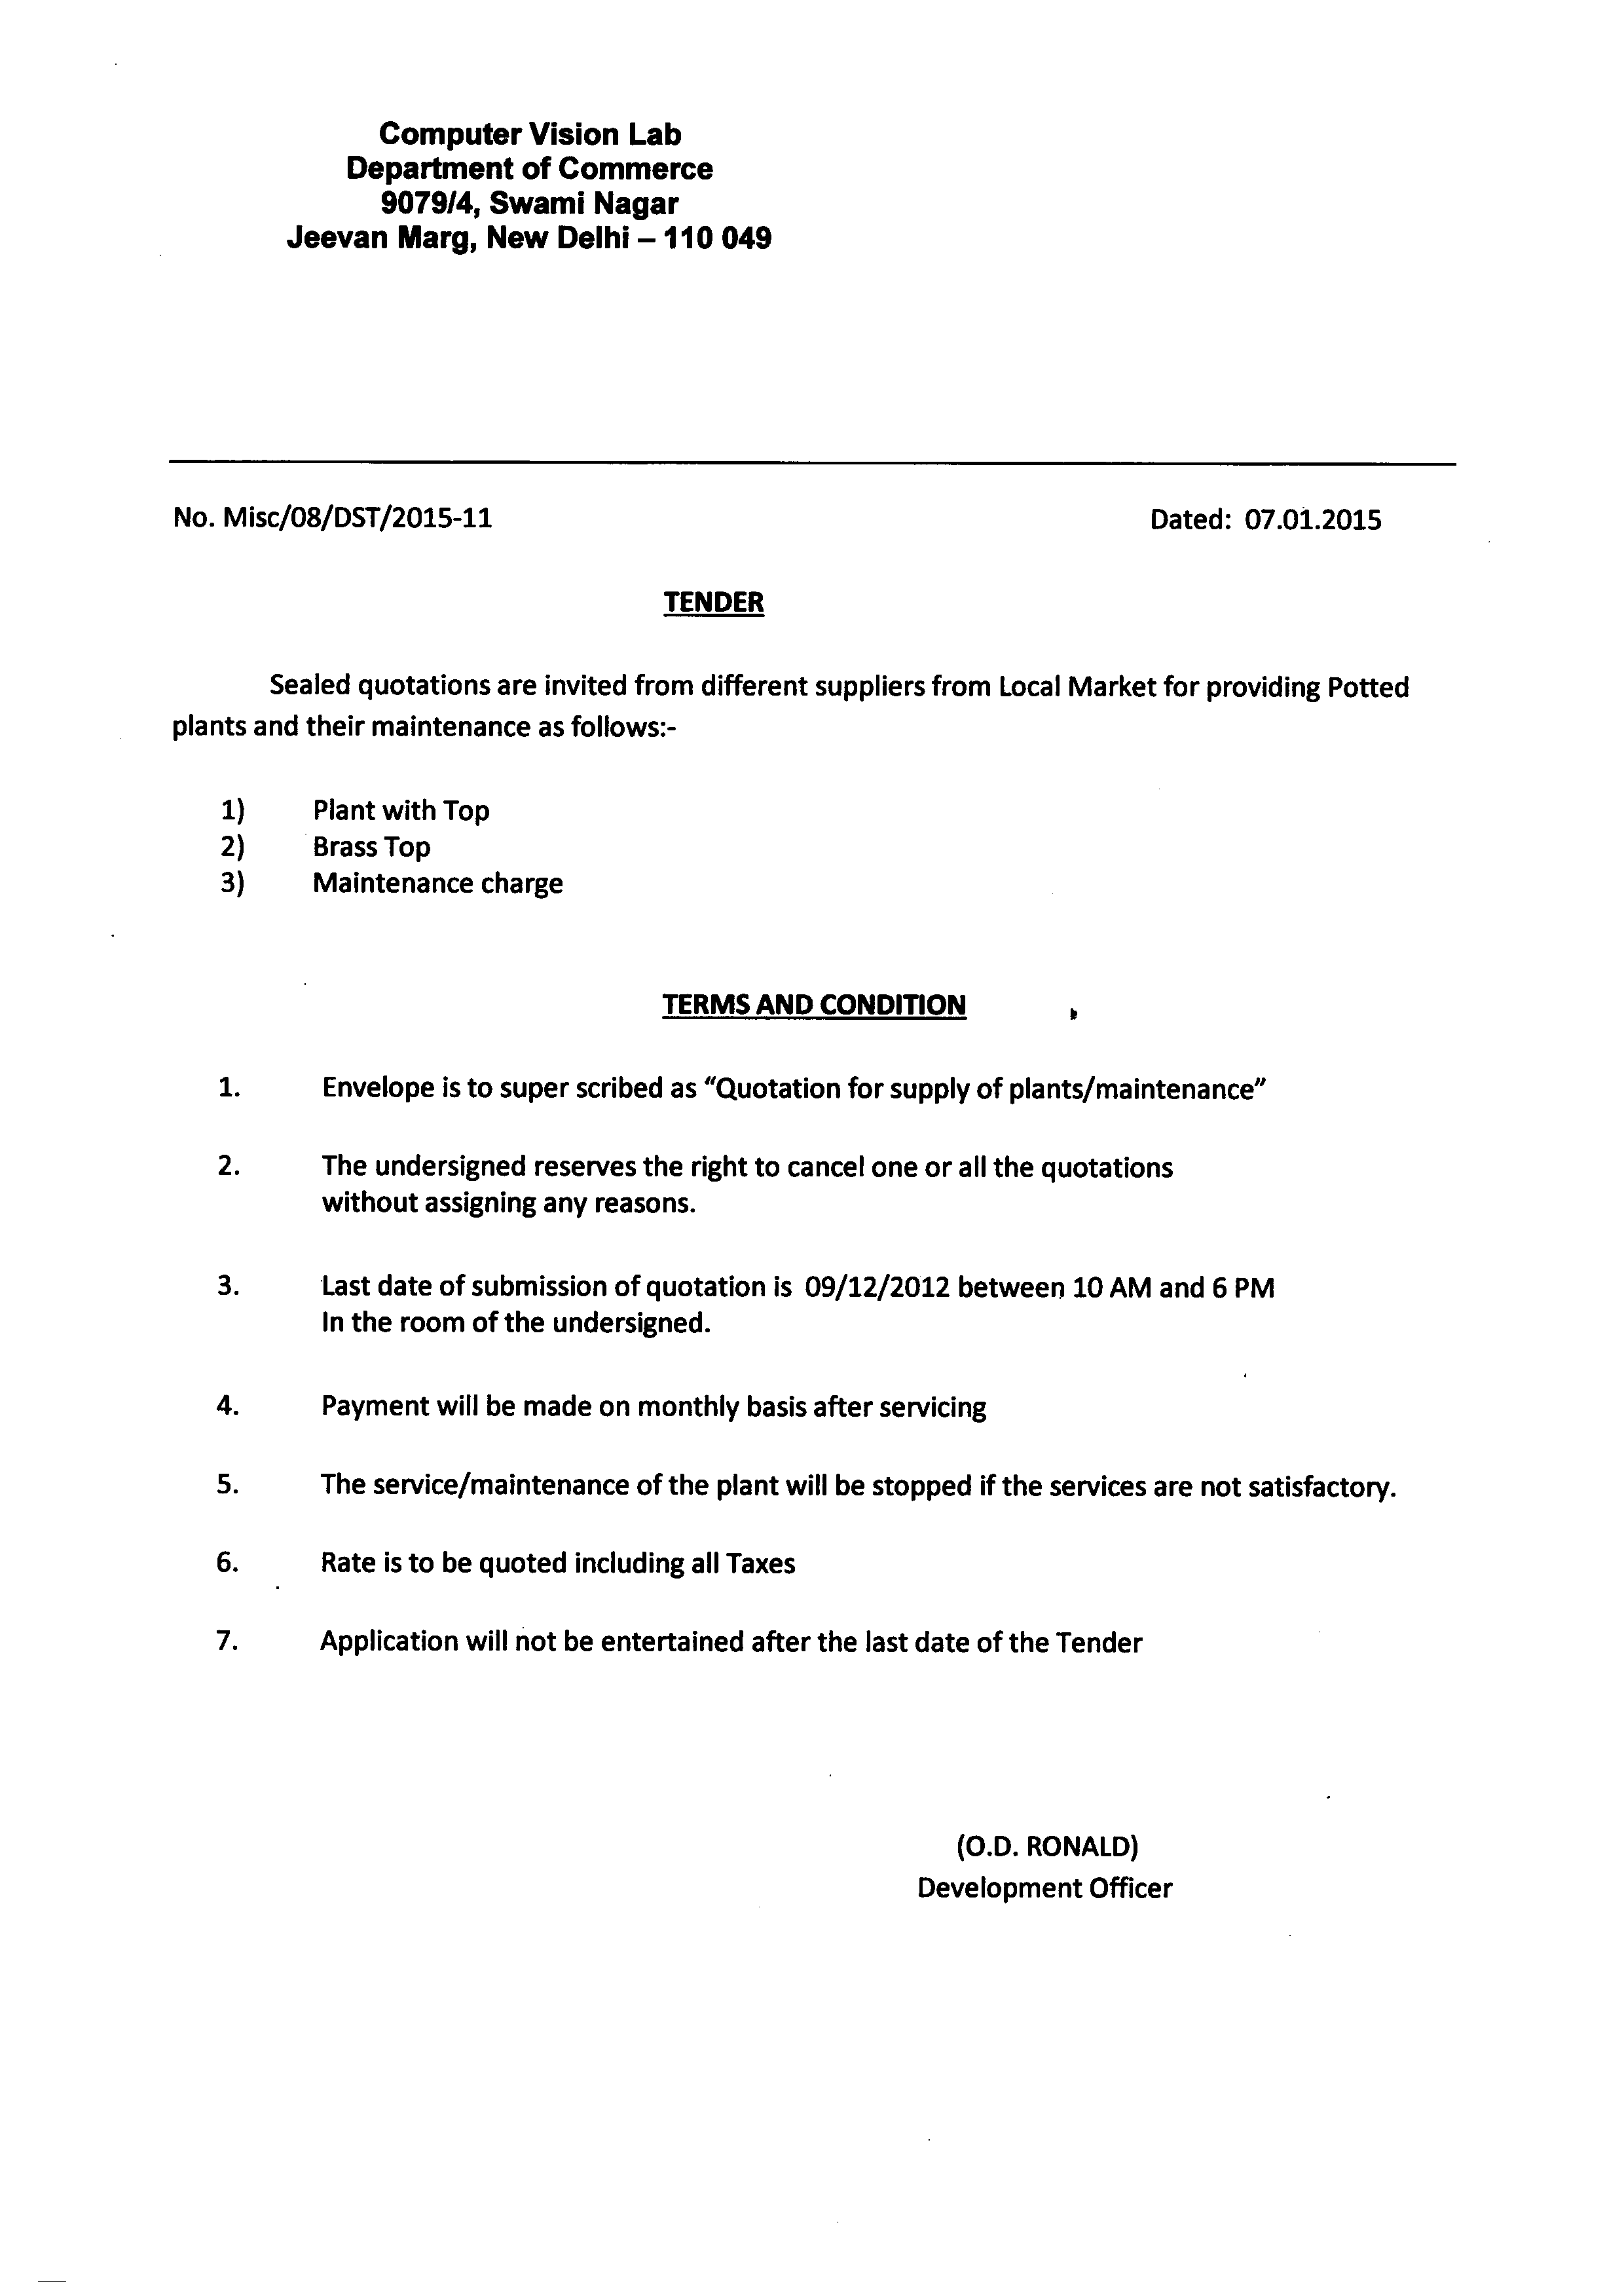 Computer Vision Lab
Department of Commerce
9079/4, Swami Nagar
Jeevan Marg, New Delhi – 110 049
No. Misc/08/DST/2015-11 Dated: 07.01.2015
TENDER
Sealed quotations are invited from different suppliers from Local Market for providing Potted
plants and their maintenance as follows:-
1) Plant with Top
2) Brass Top
3) Maintenance charge
TERMS AND CONDITION
1. Envelope is to super scribed as “Quotation for supply of plants/maintenance”
2. The undersigned reserves the right to cancel one or all the quotations
without assigning any reasons.
3. Last date of submission of quotation is 09/12/2012 between 10 AM and 6 PM
In the room of the undersigned.
4. Payment will be made on monthly basis after servicing
5. The service/maintenance of the plant will be stopped if the services are not satisfactory.
6. Rate is to be quoted including all Taxes
7. Application will not be entertained after the last date of the Tender
(O.D. RONALD)
Development Officer